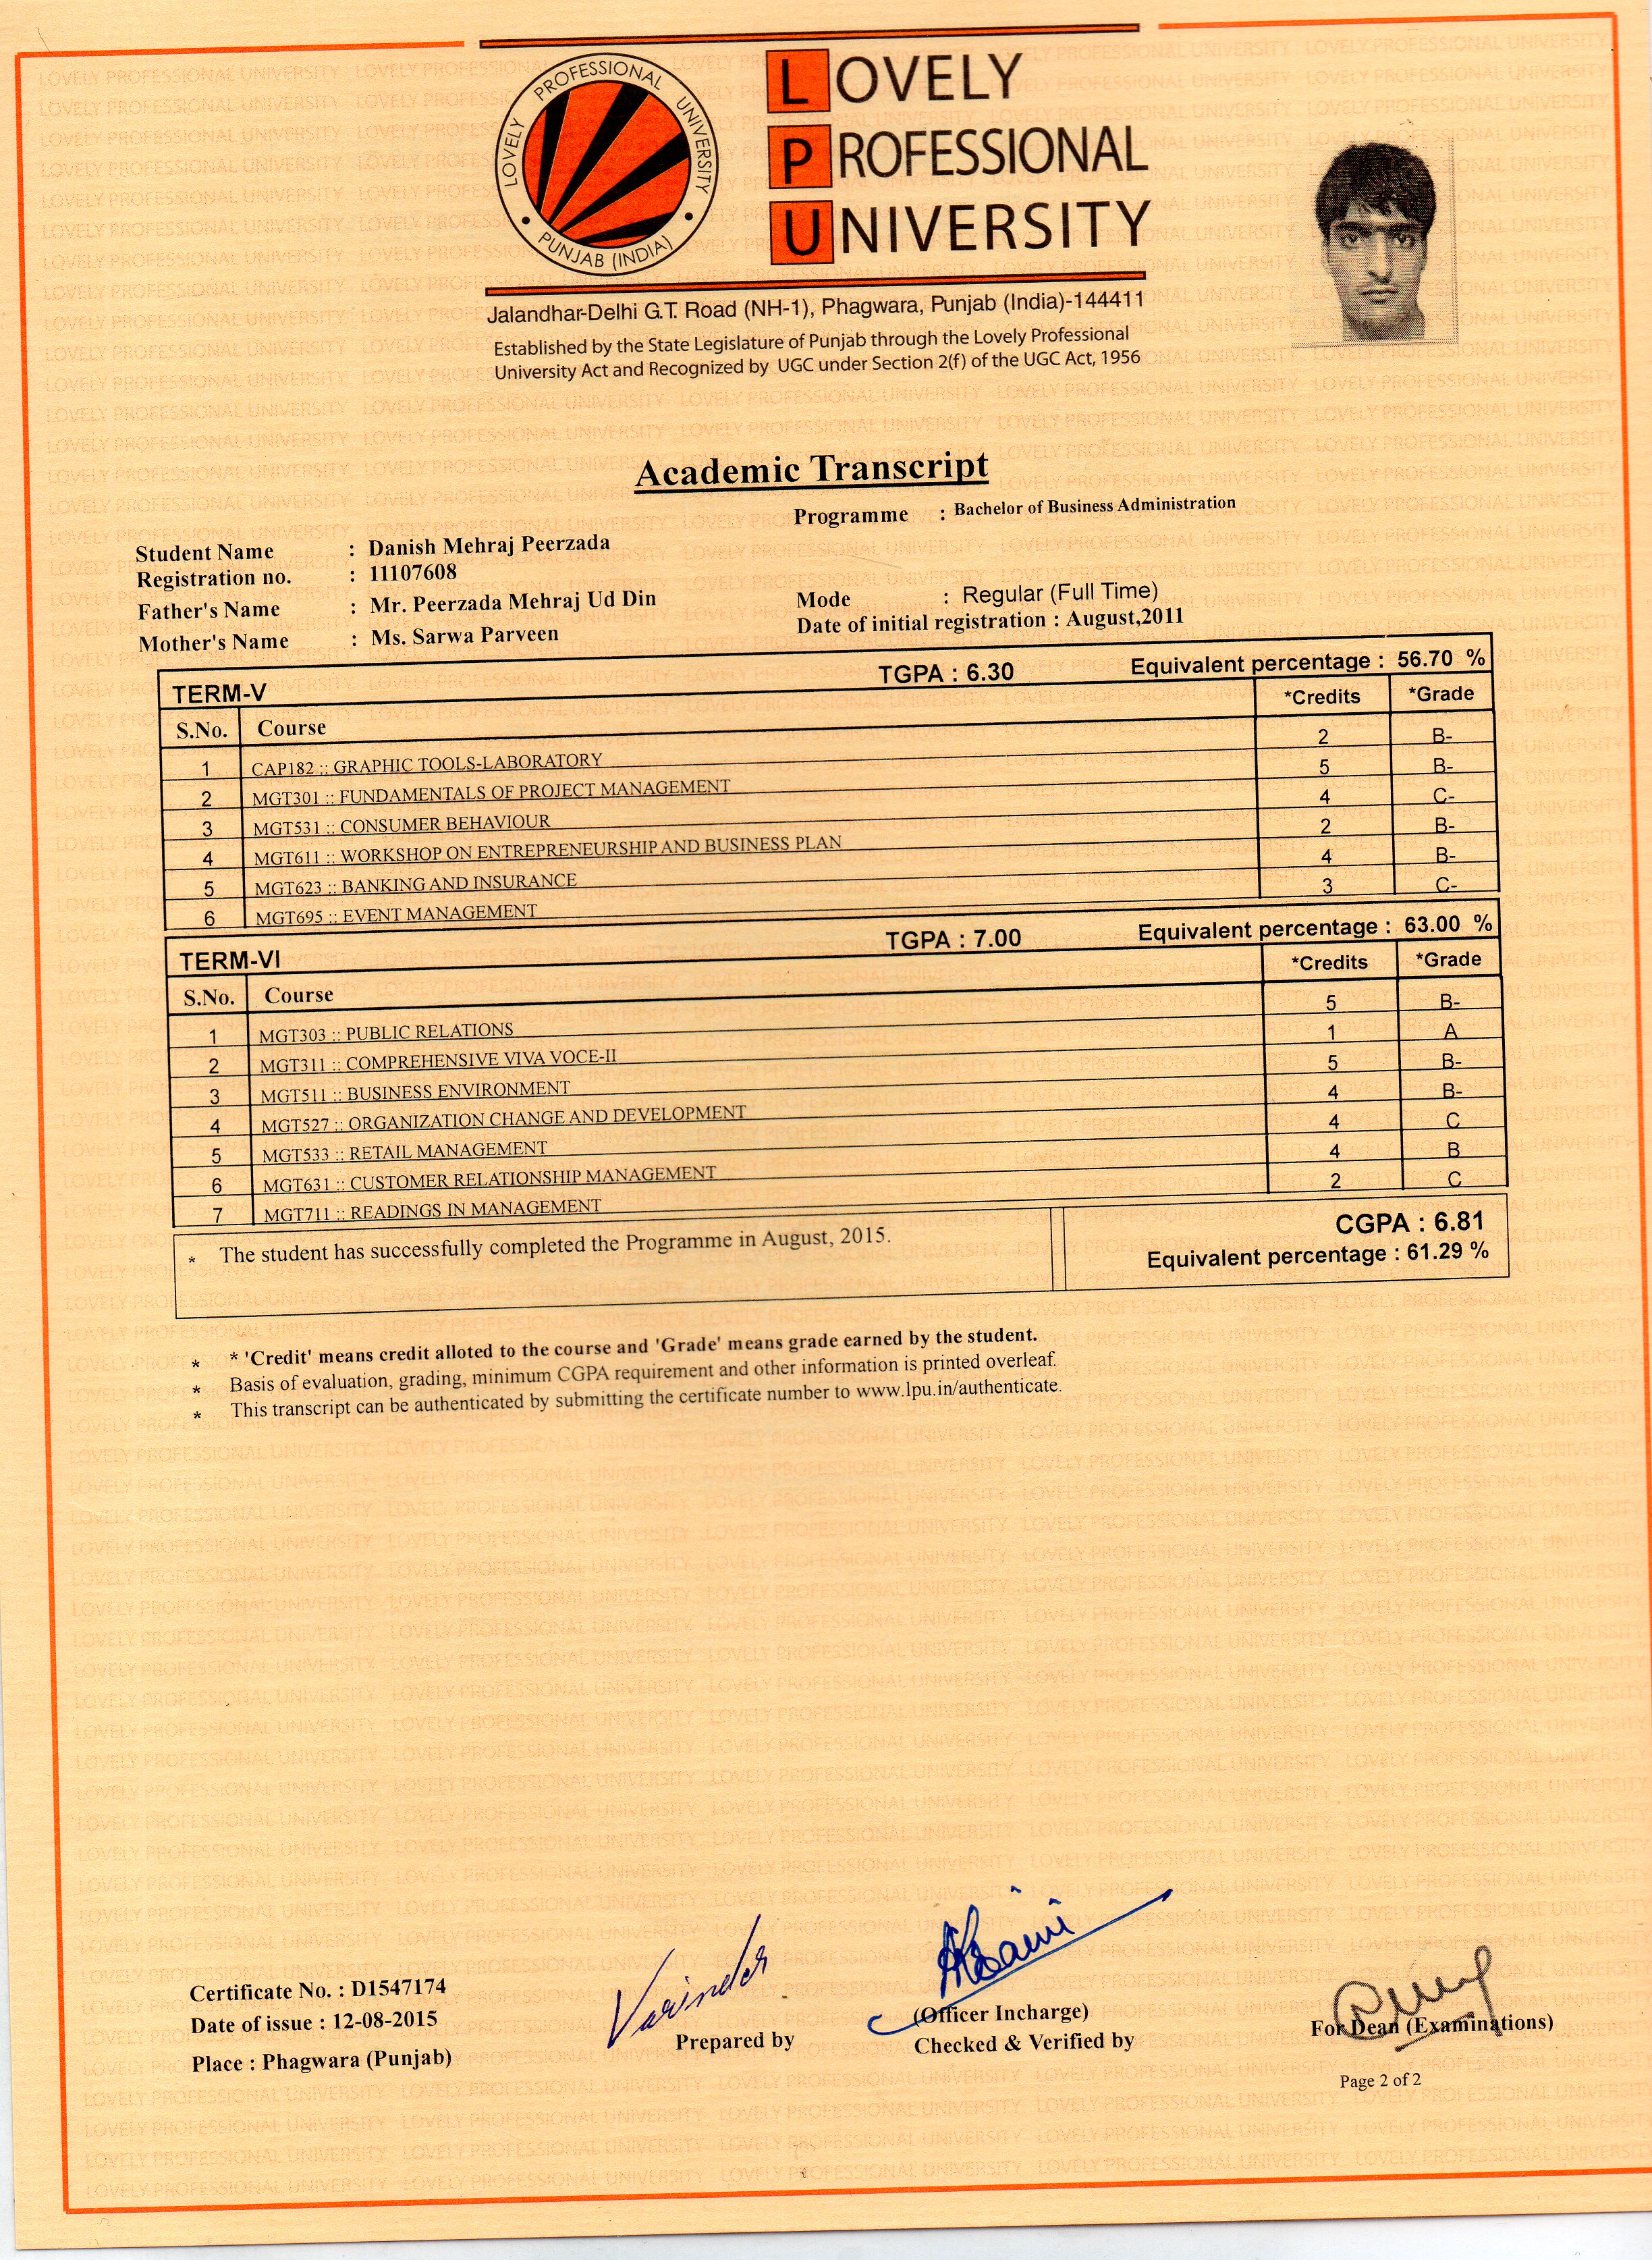 LOVELY PROFESSIONAL UNIVERSITY
PUNJAB (INDIA)
LOVELY
PROFESSIONAL
UNIVERSITY
Jalandhar-Delhi G.T. Road (NH-1), Phagwara, Punjab (India)-144411
Established by the State Legislature of Punjab through the Lovely Professional
University Act and Recognized by UGC under Section 2(f) of the UGC Act, 1956
Academic Transcript
Programme : Bachelor of Business Administration
Student Name : Danish Mehraj Peerzada
Registration no. : 11107608
Father's Name : Mr. Peerzada Mehraj Ud Din
Mode : Regular (Full Time)
Mother's Name : Ms. Sarwa Parveen
Date of initial registration : August,2011
TERM-V TGPA : 6.30 Equivalent percentage : 56.70 %
S.No. Course *Credits *Grade
1 CAP182 :: GRAPHIC TOOLS-LABORATORY 2 B-
2 MGT301 :: FUNDAMENTALS OF PROJECT MANAGEMENT 5 B-
3 MGT531 :: CONSUMER BEHAVIOUR 4 C-
4 MGT611 :: WORKSHOP ON ENTREPRENEURSHIP AND BUSINESS PLAN 2 B-
5 MGT623 :: BANKING AND INSURANCE 4 B-
6 MGT695 :: EVENT MANAGEMENT 3 C-
TERM-VI TGPA : 7.00 Equivalent percentage : 63.00 %
S.No. Course *Credits *Grade
1 MGT303 :: PUBLIC RELATIONS 5 B-
2 MGT311 :: COMPREHENSIVE VIVA VOCE-II 1 A
3 MGT511 :: BUSINESS ENVIRONMENT 5 B-
4 MGT527 :: ORGANIZATION CHANGE AND DEVELOPMENT 4 B-
5 MGT533 :: RETAIL MANAGEMENT 4 C
6 MGT631 :: CUSTOMER RELATIONSHIP MANAGEMENT 4 B
7 MGT711 :: READINGS IN MANAGEMENT 2 C
* The student has successfully completed the Programme in August, 2015.
CGPA : 6.81
Equivalent percentage : 61.29 %
* * 'Credit' means credit alloted to the course and 'Grade' means grade earned by the student.
* Basis of evaluation, grading, minimum CGPA requirement and other information is printed overleaf.
* This transcript can be authenticated by submitting the certificate number to www.lpu.in/authenticate.
Certificate No. : D1547174
Date of issue : 12-08-2015
Place : Phagwara (Punjab)
Varinder
Prepared by
(Officer Incharge)
Checked & Verified by
For Dean (Examinations)
Page 2 of 2